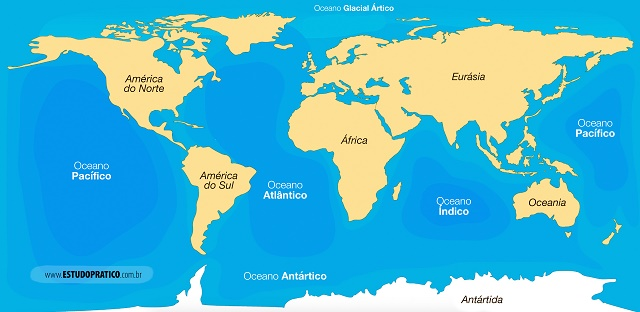 Oceano Glacial Ártico
América
do Norte
Eurásia
Oceano
Pacífico
África
Oceano
Pacífico
América
do Sul
Oceano
Atlântico
Oceano
Índico
Oceania
www.ESTUDOPRATICO.com.br
Oceano Antártico
Antártida